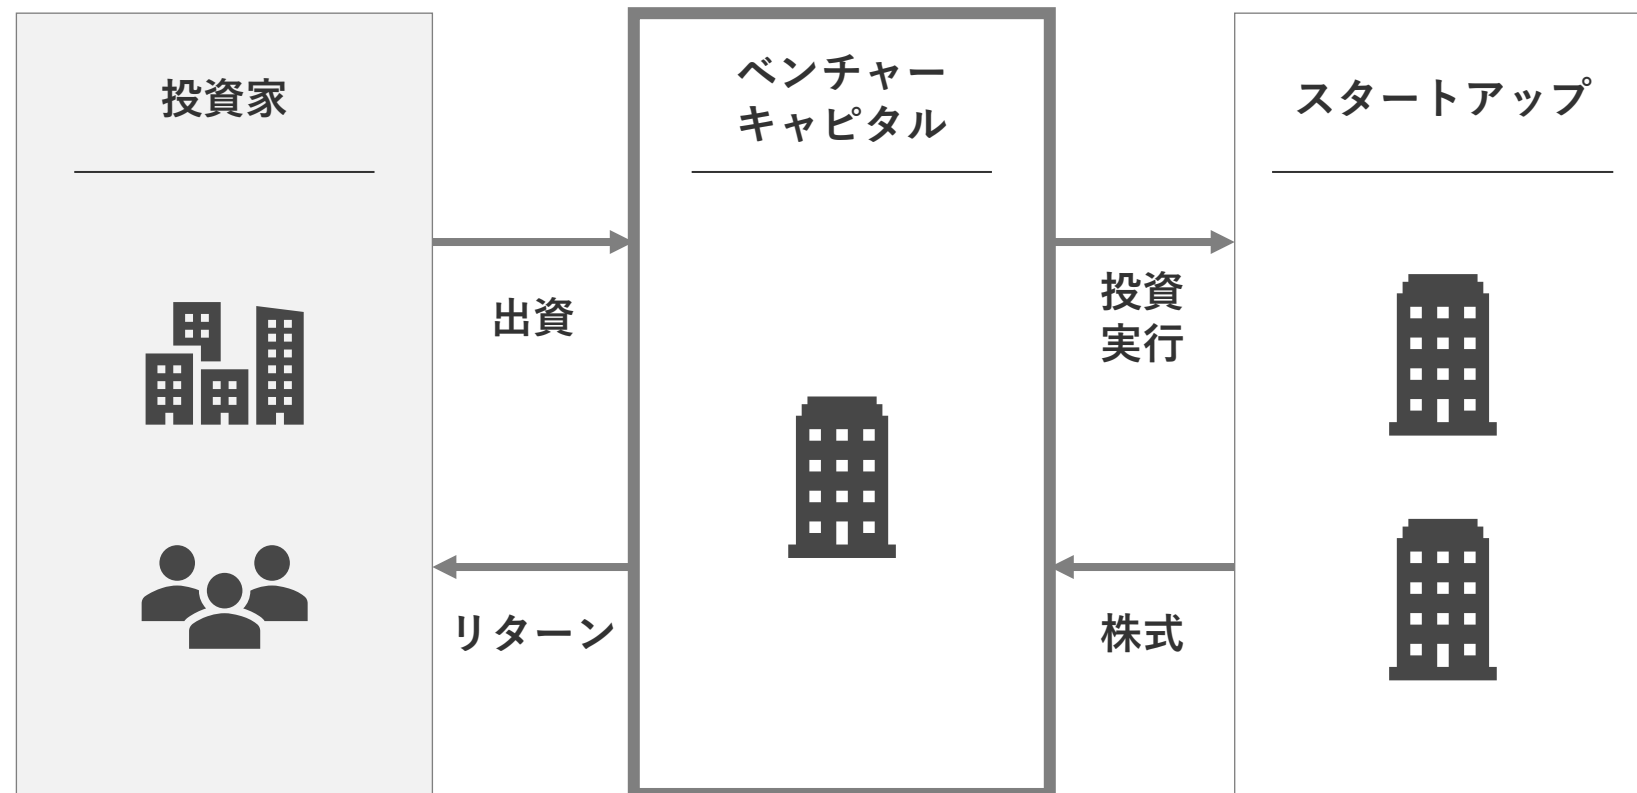 投資家
ベンチャー
キャピタル
スタートアップ
出資
投資
実行
リターン
株式